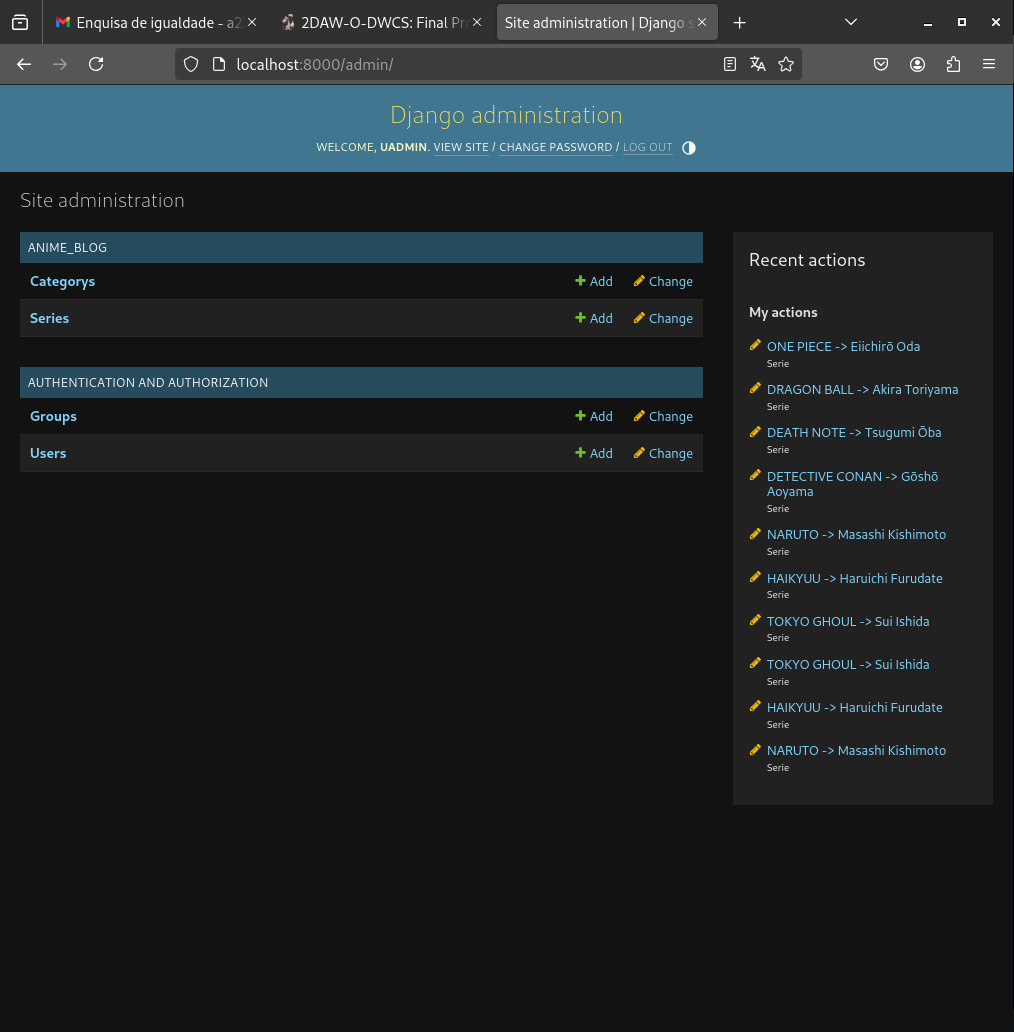 Enquisa de igualdade - a2
2DAW-O-DWCS: Final Pro
Site administration | Django s
localhost:8000/admin/
Django administration
WELCOME, UADMIN. VIEW SITE / CHANGE PASSWORD / LOG OUT
Site administration
ANIME_BLOG
Categorys Add Change
Series Add Change
AUTHENTICATION AND AUTHORIZATION
Groups Add Change
Users Add Change
Recent actions
My actions
ONE PIECE -> Eiichirō Oda
Serie
DRAGON BALL -> Akira Toriyama
Serie
DEATH NOTE -> Tsugumi Ōba
Serie
DETECTIVE CONAN -> Gōshō
Aoyama
Serie
NARUTO -> Masashi Kishimoto
Serie
HAIKYUU -> Haruichi Furudate
Serie
TOKYO GHOUL -> Sui Ishida
Serie
TOKYO GHOUL -> Sui Ishida
Serie
HAIKYUU -> Haruichi Furudate
Serie
NARUTO -> Masashi Kishimoto
Serie